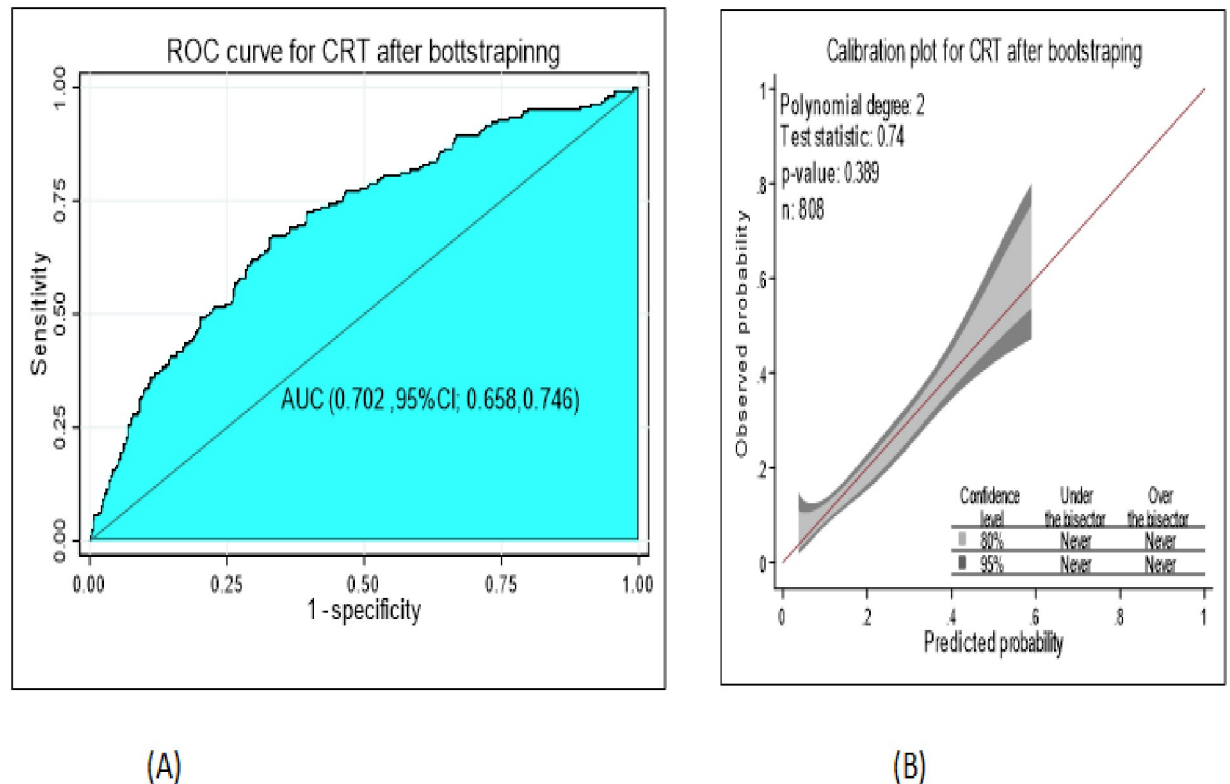 ROC curve for CRT after bottstrapinng
1.00
0.75
0.50
0.25
0.00
Sensitivity
AUC (0.702 ,95%CI; 0.658,0.746)
0.00 0.25 0.50 0.75 1.00
1-specificity
(A)
Calibration plot for CRT after bootstraping
Polynomial degree: 2
Test statistic: 0.74
p-value: 0.389
n: 808
1
.8
.6
.4
.2
0
Observed probability
Confidence level Under the bisector Over the bisector
80% Never Never
95% Never Never
0 .2 .4 .6 .8 1
Predicted probability
(B)